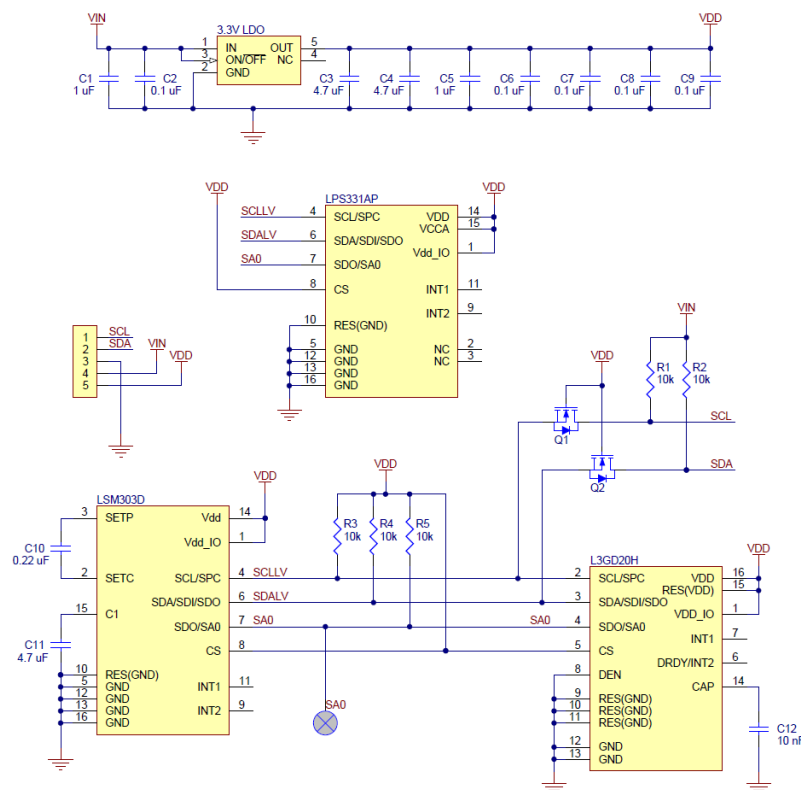 VIN
3.3V LDO
VDD
1 IN OUT 5
3 ON/OFF NC 4
2 GND
C1 1 uF
C2 0.1 uF
C3 4.7 uF
C4 4.7 uF
C5 1 uF
C6 0.1 uF
C7 0.1 uF
C8 0.1 uF
C9 0.1 uF
VDD
LPS331AP
VDD
SCLLV 4 SCL/SPC VDD 14
VCCA 15
SDALV 6 SDA/SDI/SDO
Vdd_IO 1
SA0 7 SDO/SA0
8 CS INT1 11
INT2 9
10 RES(GND)
5 GND NC 2
12 GND NC 3
13 GND
16 GND
1 SCL
2 SDA
3
4 VIN
5 VDD
VIN
VDD
R1 10k
R2 10k
SCL
Q1
SDA
Q2
LSM303D
VDD
VDD
3 SETP Vdd 14
Vdd_IO 1
C10 0.22 uF
R3 10k
R4 10k
R5 10k
2 SETC SCL/SPC 4 SCLLV
SDA/SDI/SDO 6 SDALV
15 C1
SDO/SA0 7 SA0
CS 8
C11 4.7 uF
10 RES(GND)
5 GND INT1 11
12 GND
13 GND INT2 9
16 GND
SA0
L3GD20H
VDD
2 SCL/SPC VDD 16
RES(VDD) 15
3 SDA/SDI/SDO
VDD_IO 1
SA0 4 SDO/SA0
INT1 7
5 CS
DRDY/INT2 6
8 DEN
CAP 14
9 RES(GND)
10 RES(GND)
11 RES(GND)
12 GND
13 GND
C12 10 nF